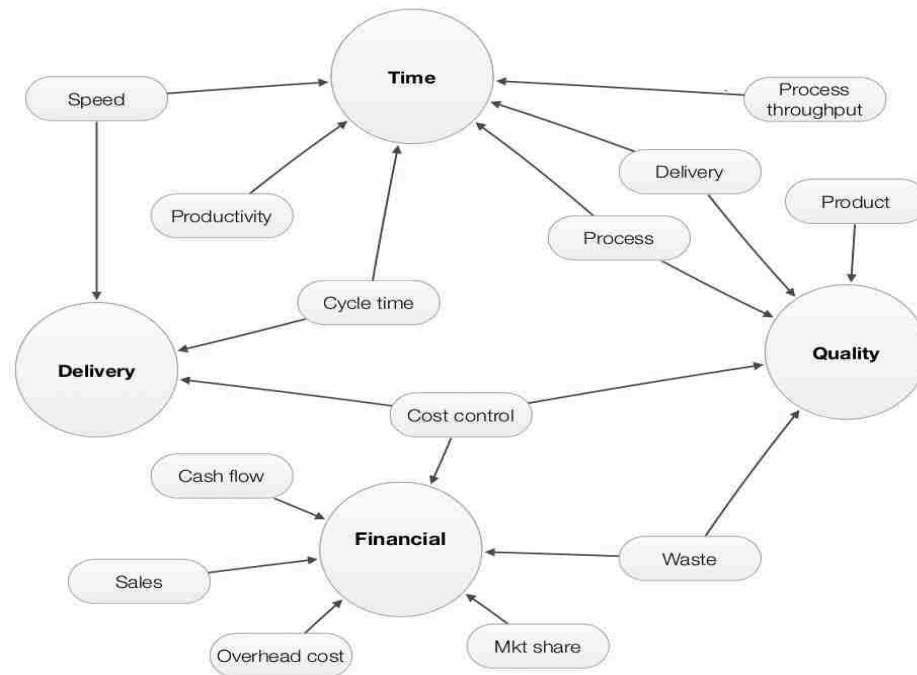 Time
Speed
Process
throughput
Delivery
Product
Productivity
Process
Cycle time
Quality
Delivery
Cost control
Cash flow
Financial
Waste
Sales
Mkt share
Overhead cost